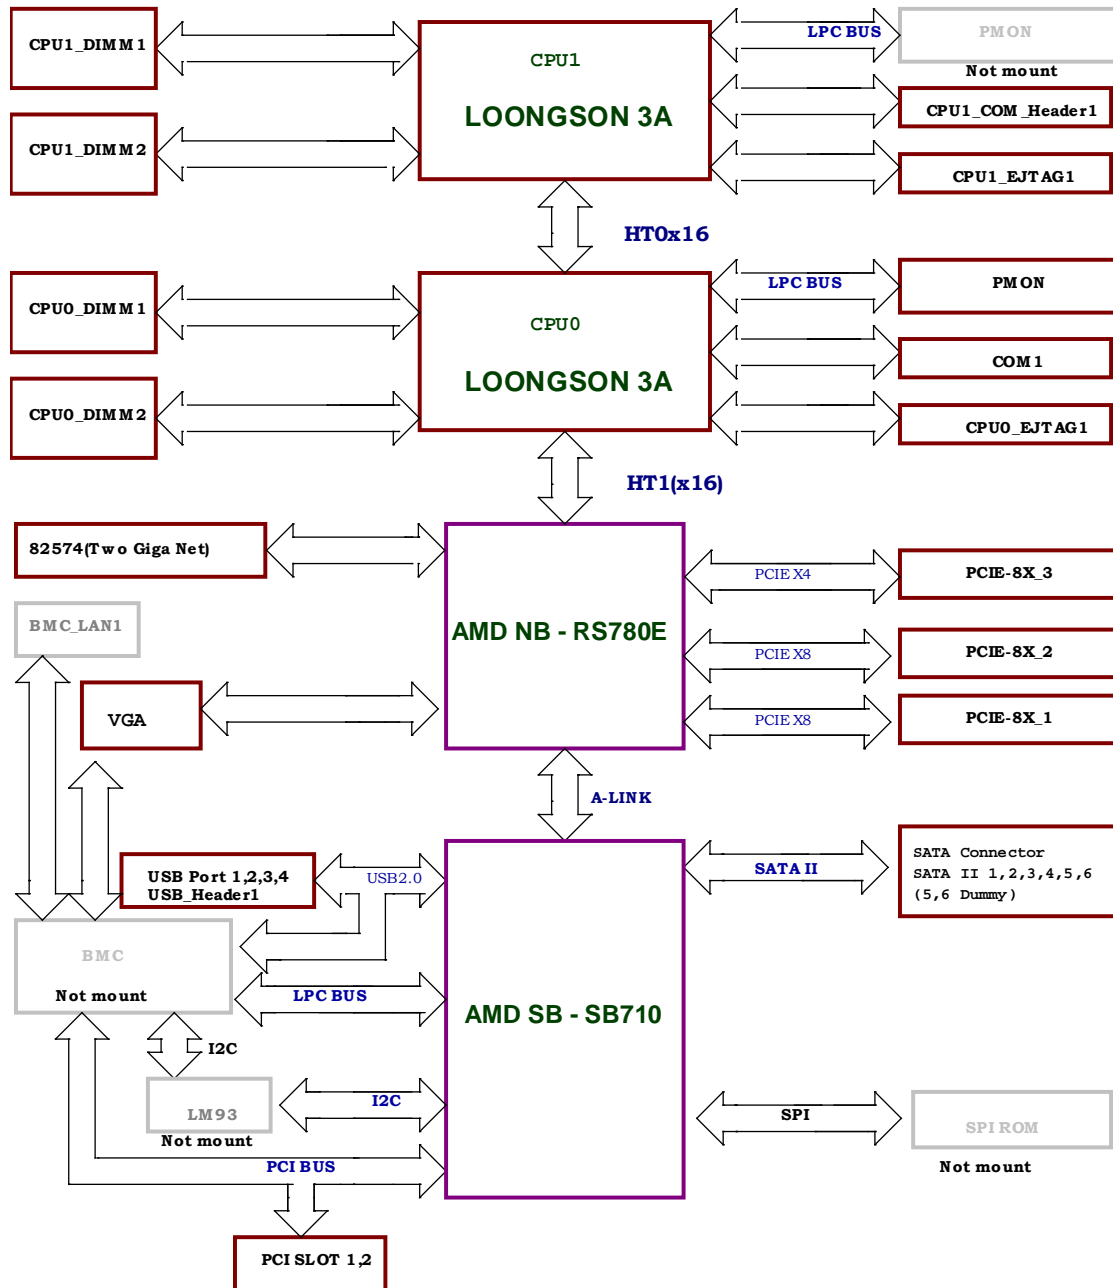 CPU1_DIMM1
CPU1
LOONGSON 3A
LPC BUS
PMON
Not mount
CPU1_COM_Header1
CPU1_DIMM2
CPU1_EJTAG1
HT0x16
CPU0_DIMM1
CPU0
LOONGSON 3A
LPC BUS
PMON
COM1
CPU0_DIMM2
CPU0_EJTAG1
HT1(x16)
82574(Two Giga Net)
PCIE X4
PCIE-8X_3
BMC_LAN1
AMD NB - RS780E
PCIE X8
PCIE-8X_2
VGA
PCIE X8
PCIE-8X_1
A-LINK
USB Port 1,2,3,4
USB_Header1
USB2.0
SATA II
SATA Connector
SATA II 1,2,3,4,5,6
(5,6 Dummy)
BMC
Not mount
LPC BUS
AMD SB - SB710
I2C
LM93
Not mount
I2C
SPI
SPI ROM
Not mount
PCI BUS
PCI SLOT 1,2